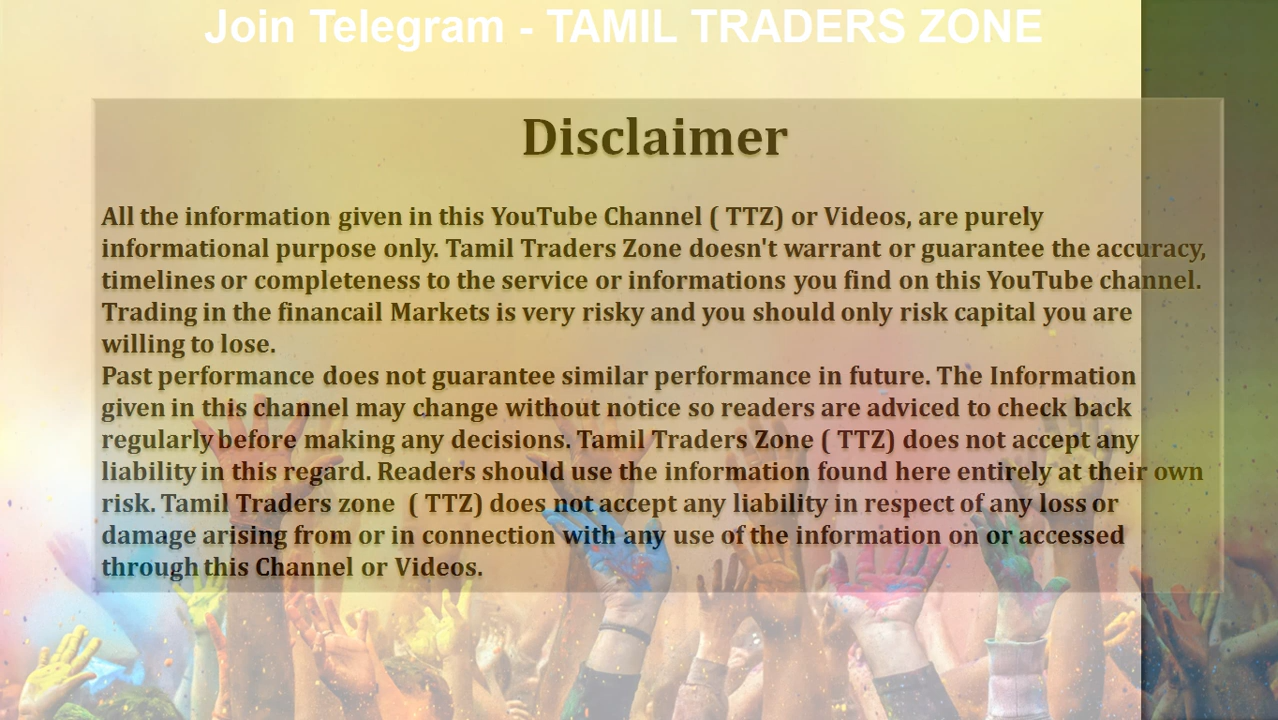 Join Telegram - TAMIL TRADERS ZONE
Disclaimer
All the information given in this YouTube Channel ( TTZ) or Videos, are purely
informational purpose only. Tamil Traders Zone doesn't warrant or guarantee the accuracy,
timelines or completeness to the service or informations you find on this YouTube channel.
Trading in the financail Markets is very risky and you should only risk capital you are
willing to lose.
Past performance does not guarantee similar performance in future. The Information
given in this channel may change without notice so readers are adviced to check back
regularly before making any decisions. Tamil Traders Zone ( TTZ) does not accept any
liability in this regard. Readers should use the information found here entirely at their own
risk. Tamil Traders zone  ( TTZ) does not accept any liability in respect of any loss or
damage arising from or in connection with any use of the information on or accessed
through this Channel or Videos.